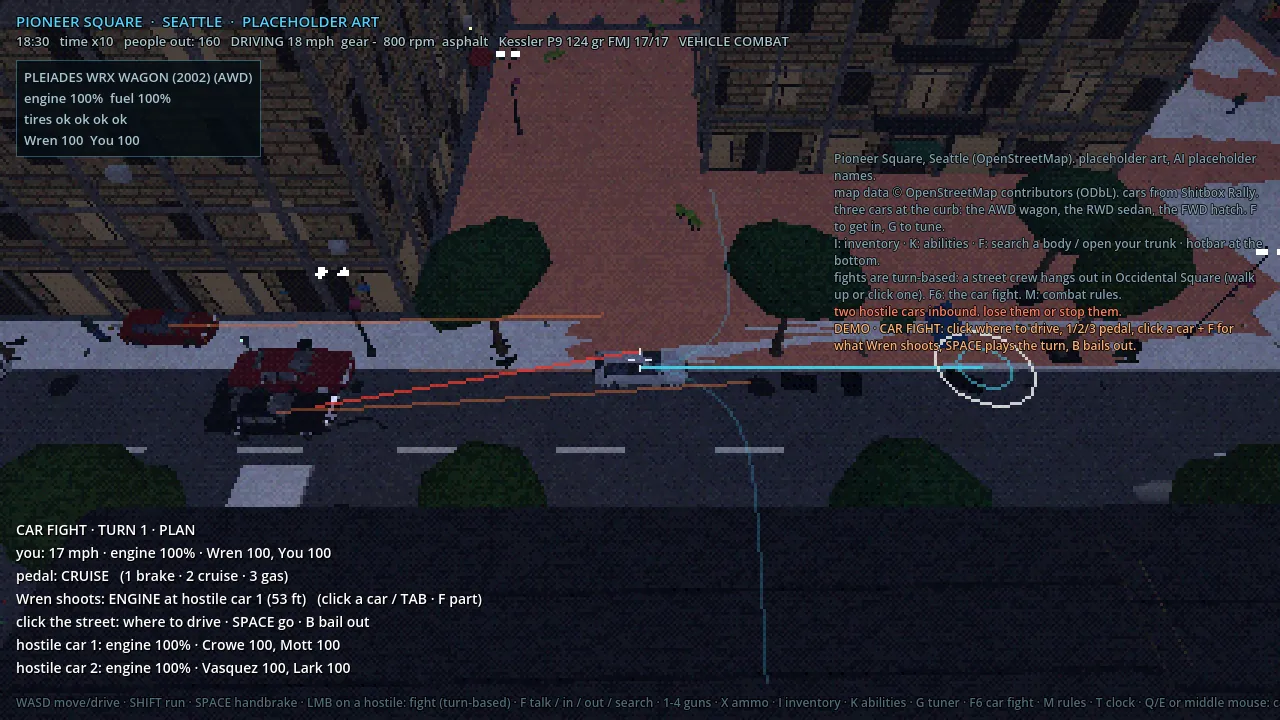 PIONEER SQUARE · SEATTLE · PLACEHOLDER ART
18:30 time x10 people out: 160 DRIVING 18 mph gear - 800 rpm asphalt Kessler P9 124 gr FMJ 17/17 VEHICLE COMBAT
PLEIADES WRX WAGON (2002) (AWD)
engine 100% fuel 100%
tires ok ok ok ok
Wren 100 You 100
Pioneer Square, Seattle (OpenStreetMap). placeholder art, AI placeholder
names.
map data © OpenStreetMap contributors (ODbL). cars from Shitbox Rally.
three cars at the curb: the AWD wagon, the RWD sedan, the FWD hatch. F
to get in, G to tune.
I: inventory · K: abilities · F: search a body / open your trunk · hotbar at the
bottom.
fights are turn-based: a street crew hangs out in Occidental Square (walk
up or click one). F6: the car fight. M: combat rules.
two hostile cars inbound. lose them or stop them.
DEMO · CAR FIGHT: click where to drive, 1/2/3 pedal, click a car + F for
what Wren shoots, SPACE plays the turn, B bails out.
CAR FIGHT · TURN 1 · PLAN
you: 17 mph · engine 100% · Wren 100, You 100
pedal: CRUISE (1 brake · 2 cruise · 3 gas)
Wren shoots: ENGINE at hostile car 1 (53 ft) (click a car / TAB · F part)
click the street: where to drive · SPACE go · B bail out
hostile car 1: engine 100% · Crowe 100, Mott 100
hostile car 2: engine 100% · Vasquez 100, Lark 100
WASD move/drive · SHIFT run · SPACE handbrake · LMB on a hostile: fight (turn-based) · F talk / in / out / search · 1-4 guns · X ammo · I inventory · K abilities · G tuner · F6 car fight · M rules · T clock · Q/E or middle mouse: